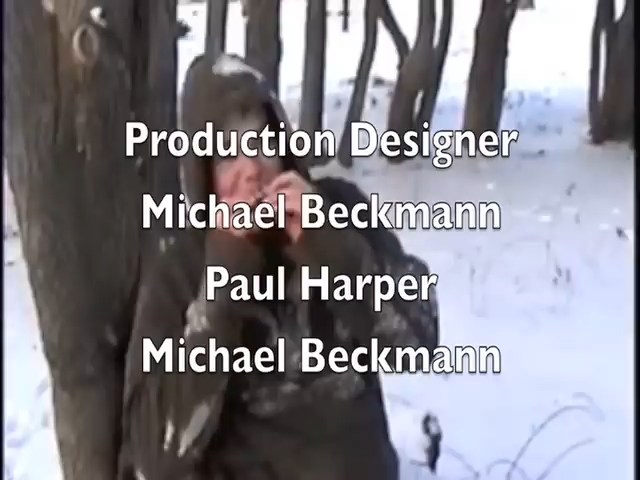 Production Designer
Michael Beckmann
Paul Harper
Michael Beckmann